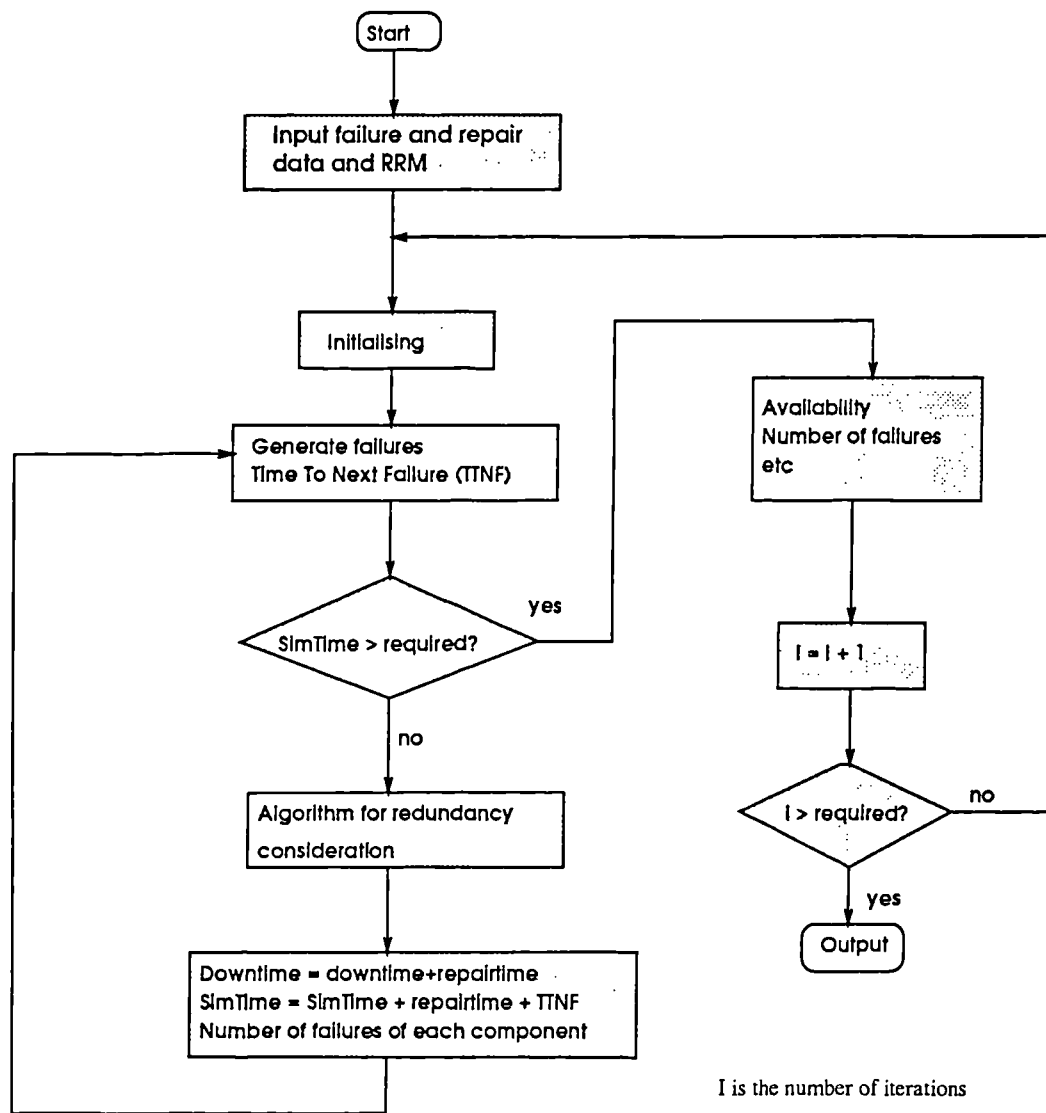 Start
Input failure and repair
data and RRM
Initialising
Generate failures
Time To Next Failure (TTNF)
SimTime > required?
yes
no
Algorithm for redundancy
consideration
Downtime = downtime+repairtime
SimTime = SimTime + repairtime + TTNF
Number of failures of each component
Availability
Number of failures
etc
I = I + 1
I > required?
no
yes
Output
I is the number of iterations